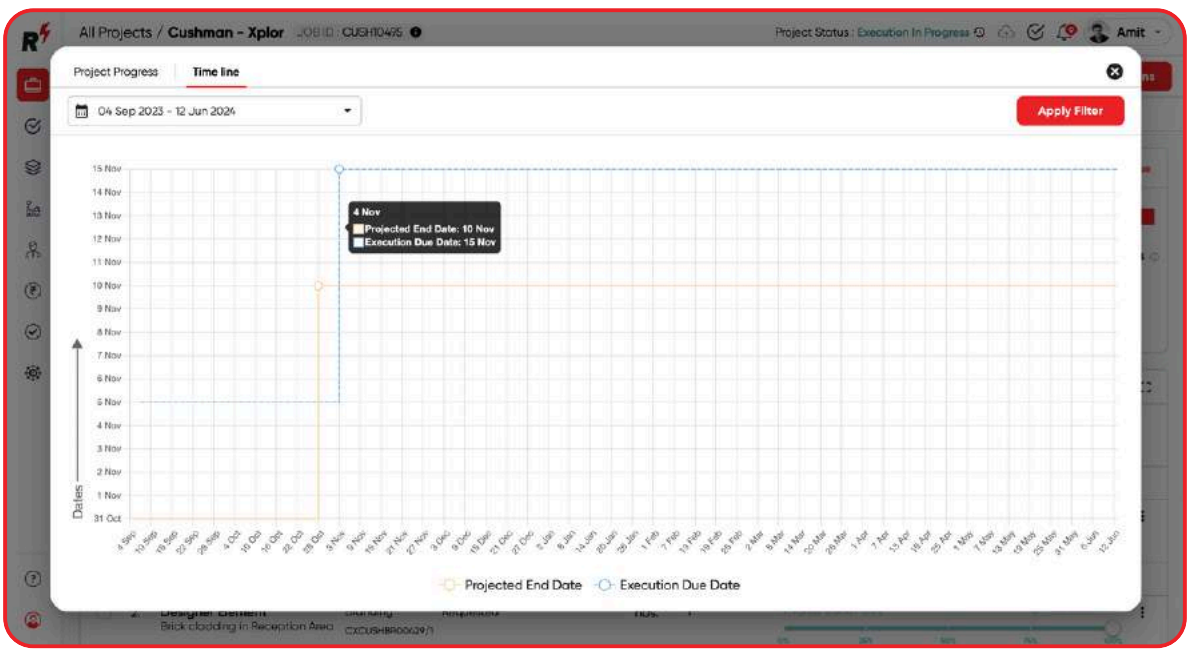 R
All Projects / Cushman - Xplor JOB ID : CUSH10495
Project Status : Execution In Progress
Amit
Project Progress
Time line
04 Sep 2023 - 12 Jun 2024
Apply Filter
15 Nov
14 Nov
13 Nov
12 Nov
11 Nov
10 Nov
9 Nov
8 Nov
7 Nov
6 Nov
5 Nov
4 Nov
3 Nov
2 Nov
1 Nov
31 Oct
Dates
4 Nov
Projected End Date: 10 Nov
Execution Due Date: 15 Nov
4 Sep
10 Sep
16 Sep
22 Sep
28 Sep
4 Oct
10 Oct
16 Oct
22 Oct
28 Oct
3 Nov
9 Nov
15 Nov
21 Nov
27 Nov
3 Dec
9 Dec
15 Dec
21 Dec
27 Dec
2 Jan
8 Jan
14 Jan
20 Jan
26 Jan
1 Feb
7 Feb
13 Feb
19 Feb
25 Feb
2 Mar
8 Mar
14 Mar
20 Mar
26 Mar
1 Apr
7 Apr
13 Apr
19 Apr
25 Apr
1 May
7 May
13 May
19 May
25 May
31 May
6 Jun
12 Jun
Projected End Date
Execution Due Date
2. Designer Element
Brick cladding in Reception Area
CXCUSHBR00629/1
0%
25%
50%
75%
100%